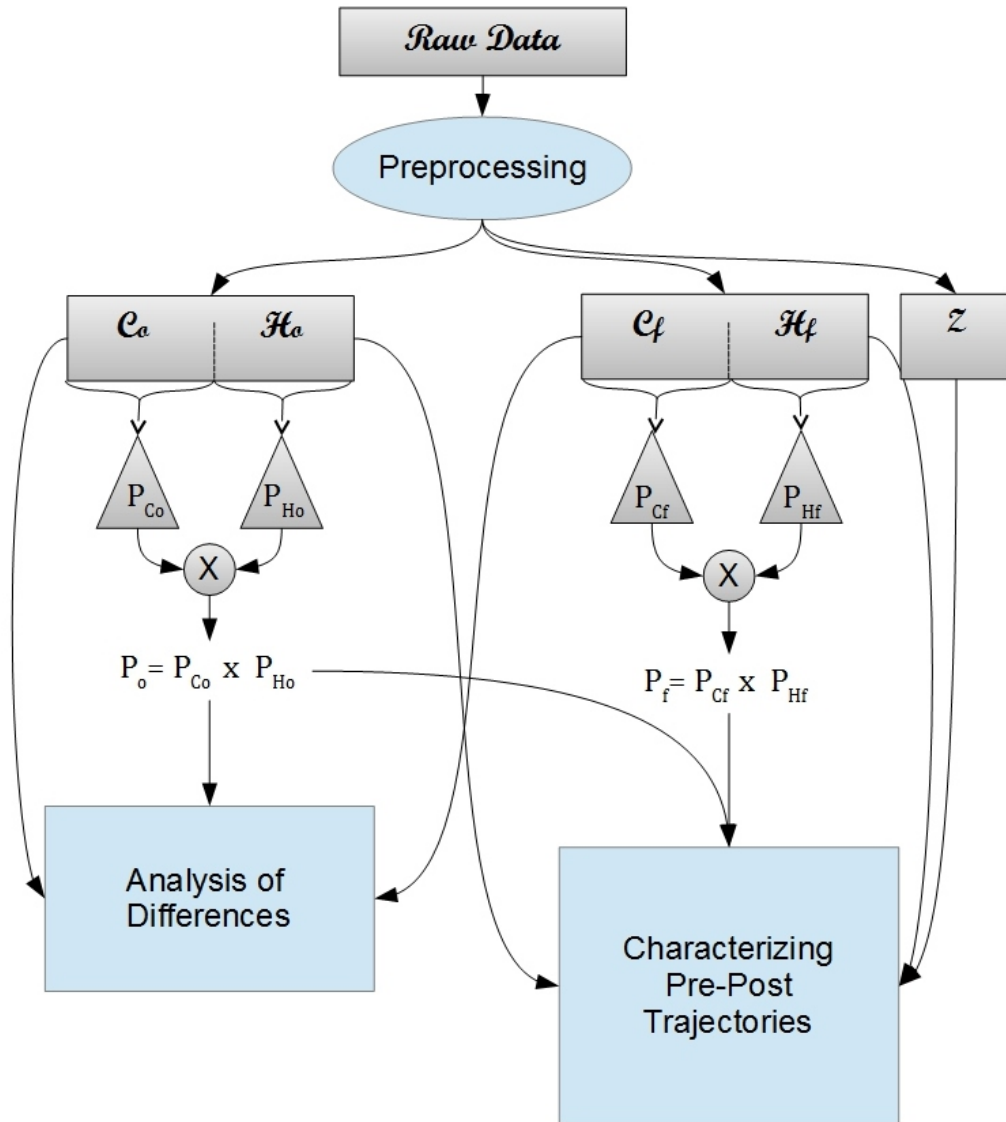 Raw Data
Preprocessing
Co Ho Cf Hf Z
PCo PHo PCf PHf
X X
Po= PCo x PHo
Pf= PCf x PHf
Analysis of
Differences
Characterizing
Pre-Post
Trajectories